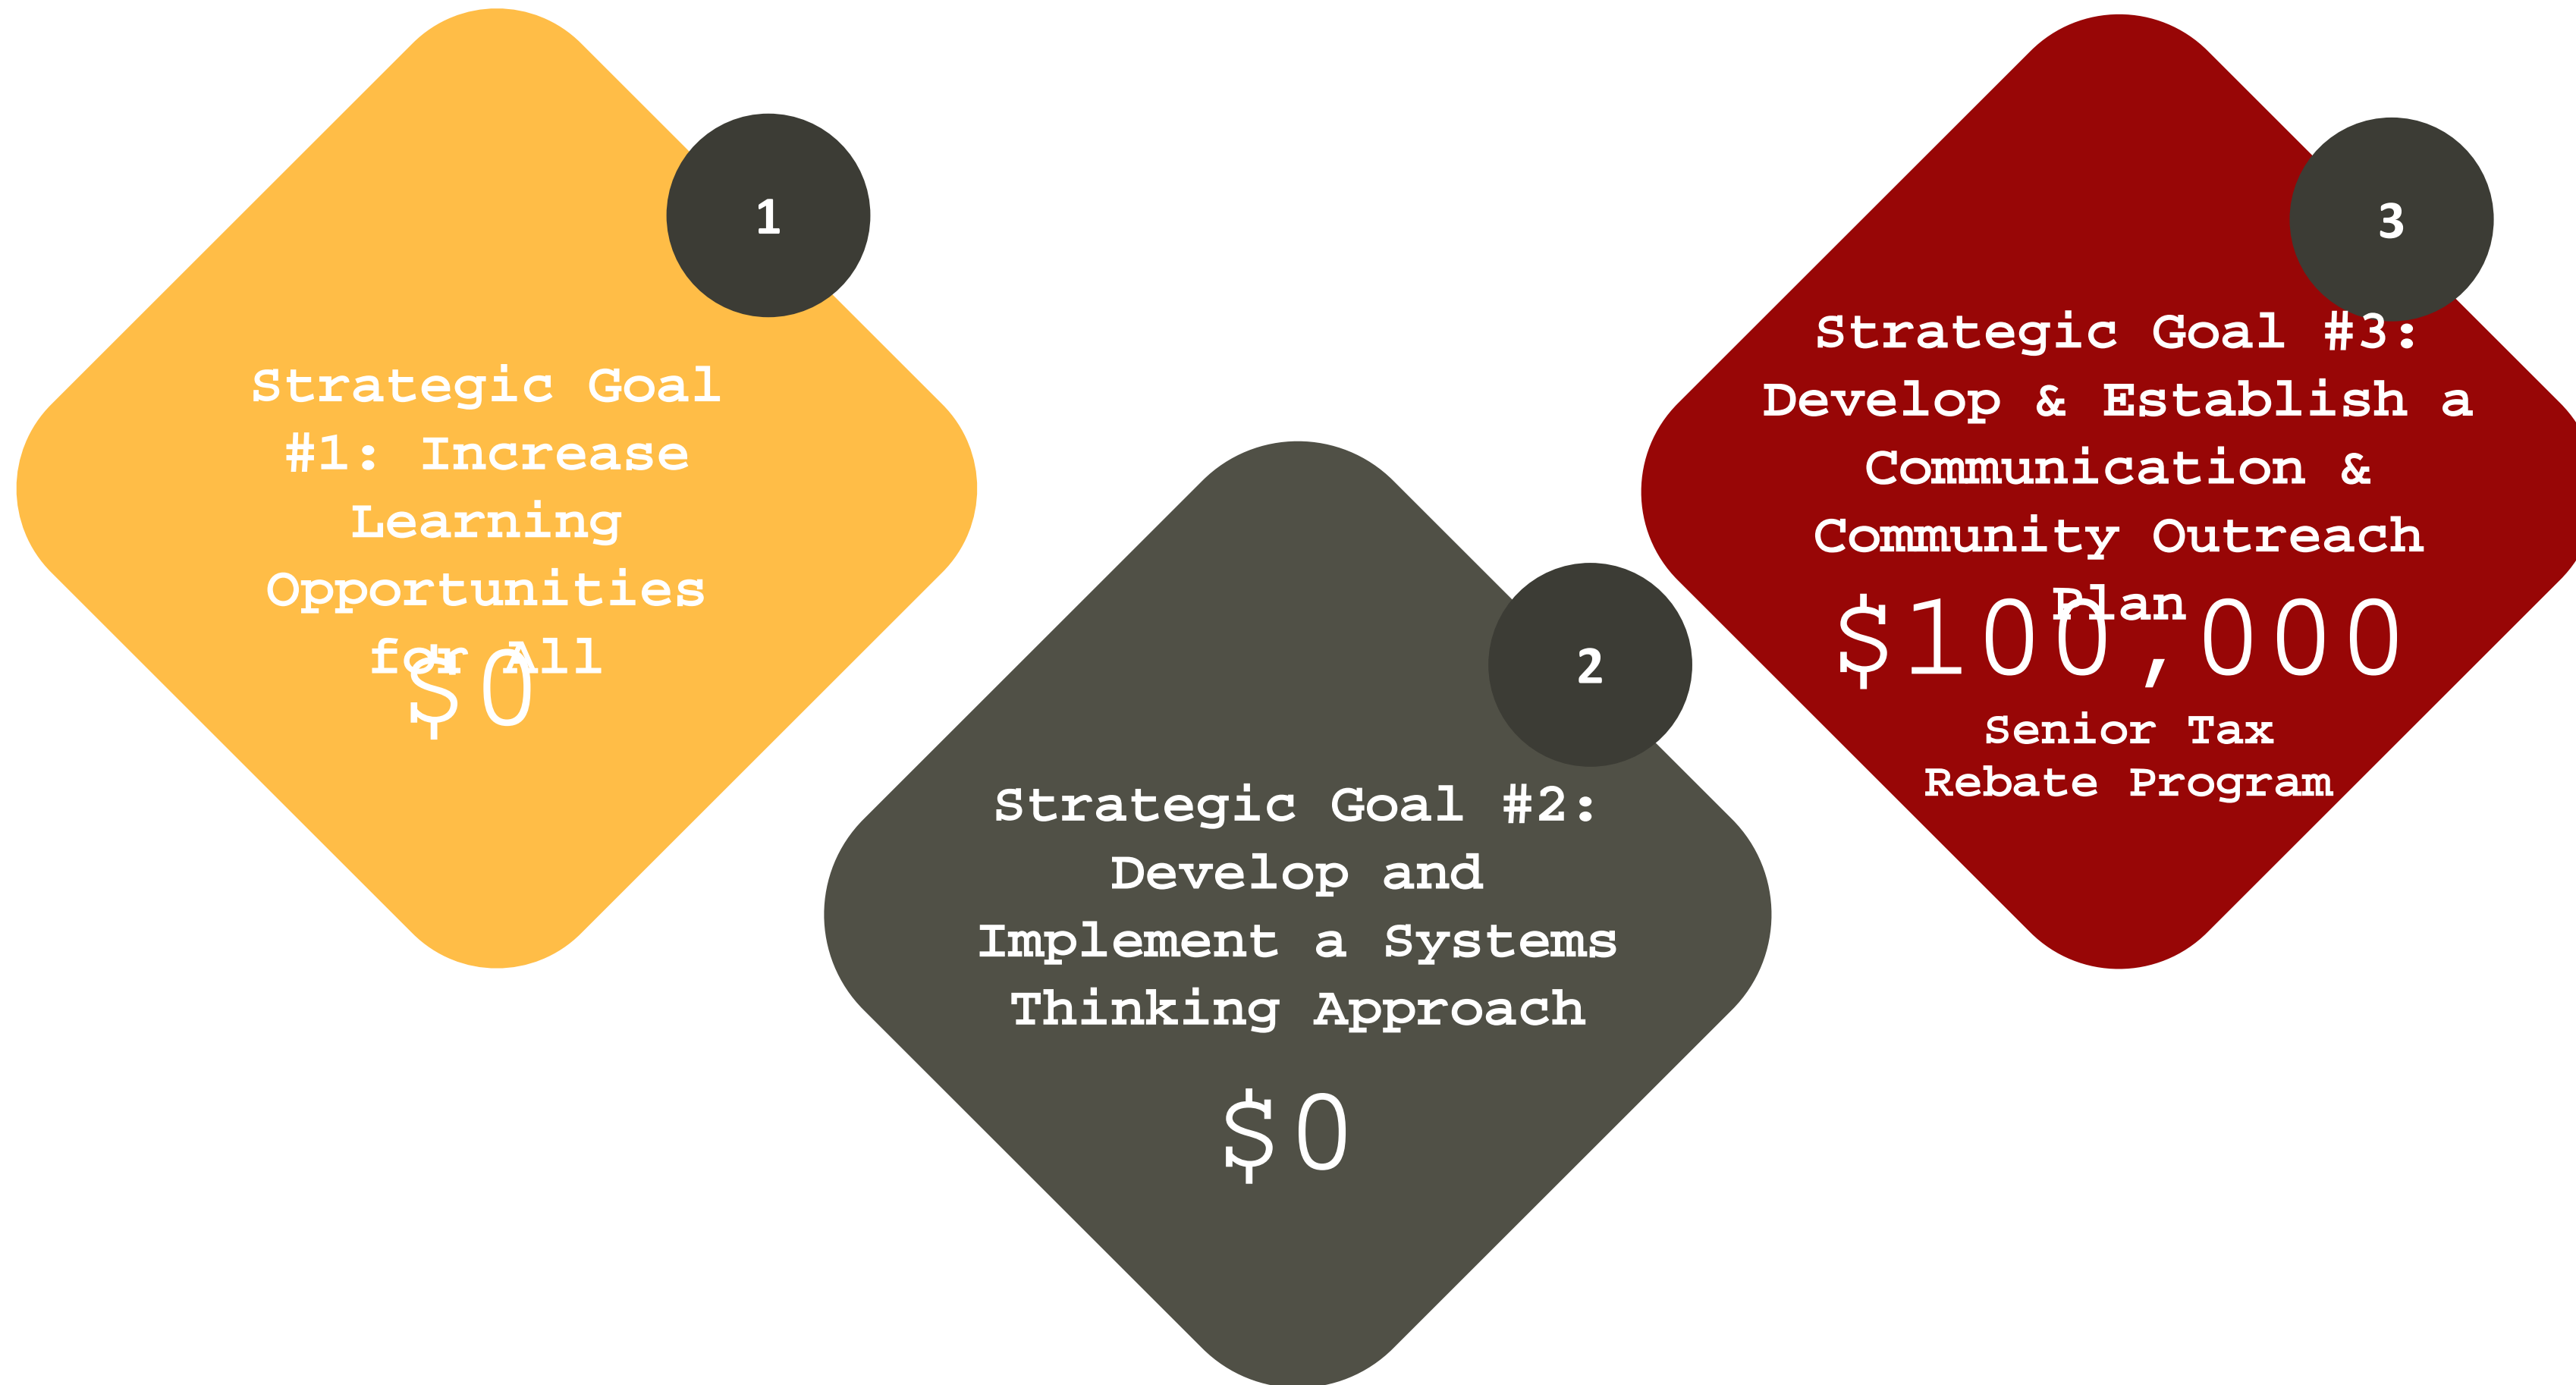 1
Strategic Goal
#1: Increase
Learning
Opportunities
for All
$0
2
Strategic Goal #2:
Develop and
Implement a Systems
Thinking Approach
$0
3
Strategic Goal #3:
Develop & Establish a
Communication &
Community Outreach
Plan
$100,000
Senior Tax
Rebate Program